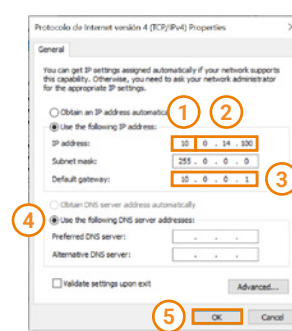 Protocolo de Internet versión 4 (TCP/IPv4) Properties
General
You can get IP settings assigned automatically if your network supports
this capability. Otherwise, you need to ask your network administrator
for the appropriate IP settings.
Obtain an IP address automatica
1 2
Use the following IP address:
IP address: 10 0 . 14 . 100
Subnet mask: 255 . 0 . 0 . 0
Default gateway: 10 . 0 . 0 . 1
3
Obtain DNS server address automatically
4
Use the following DNS server addresses:
Preferred DNS server: . . .
Alternative DNS server: . . .
Validate settings upon exit
Advanced...
5
OK Cancel